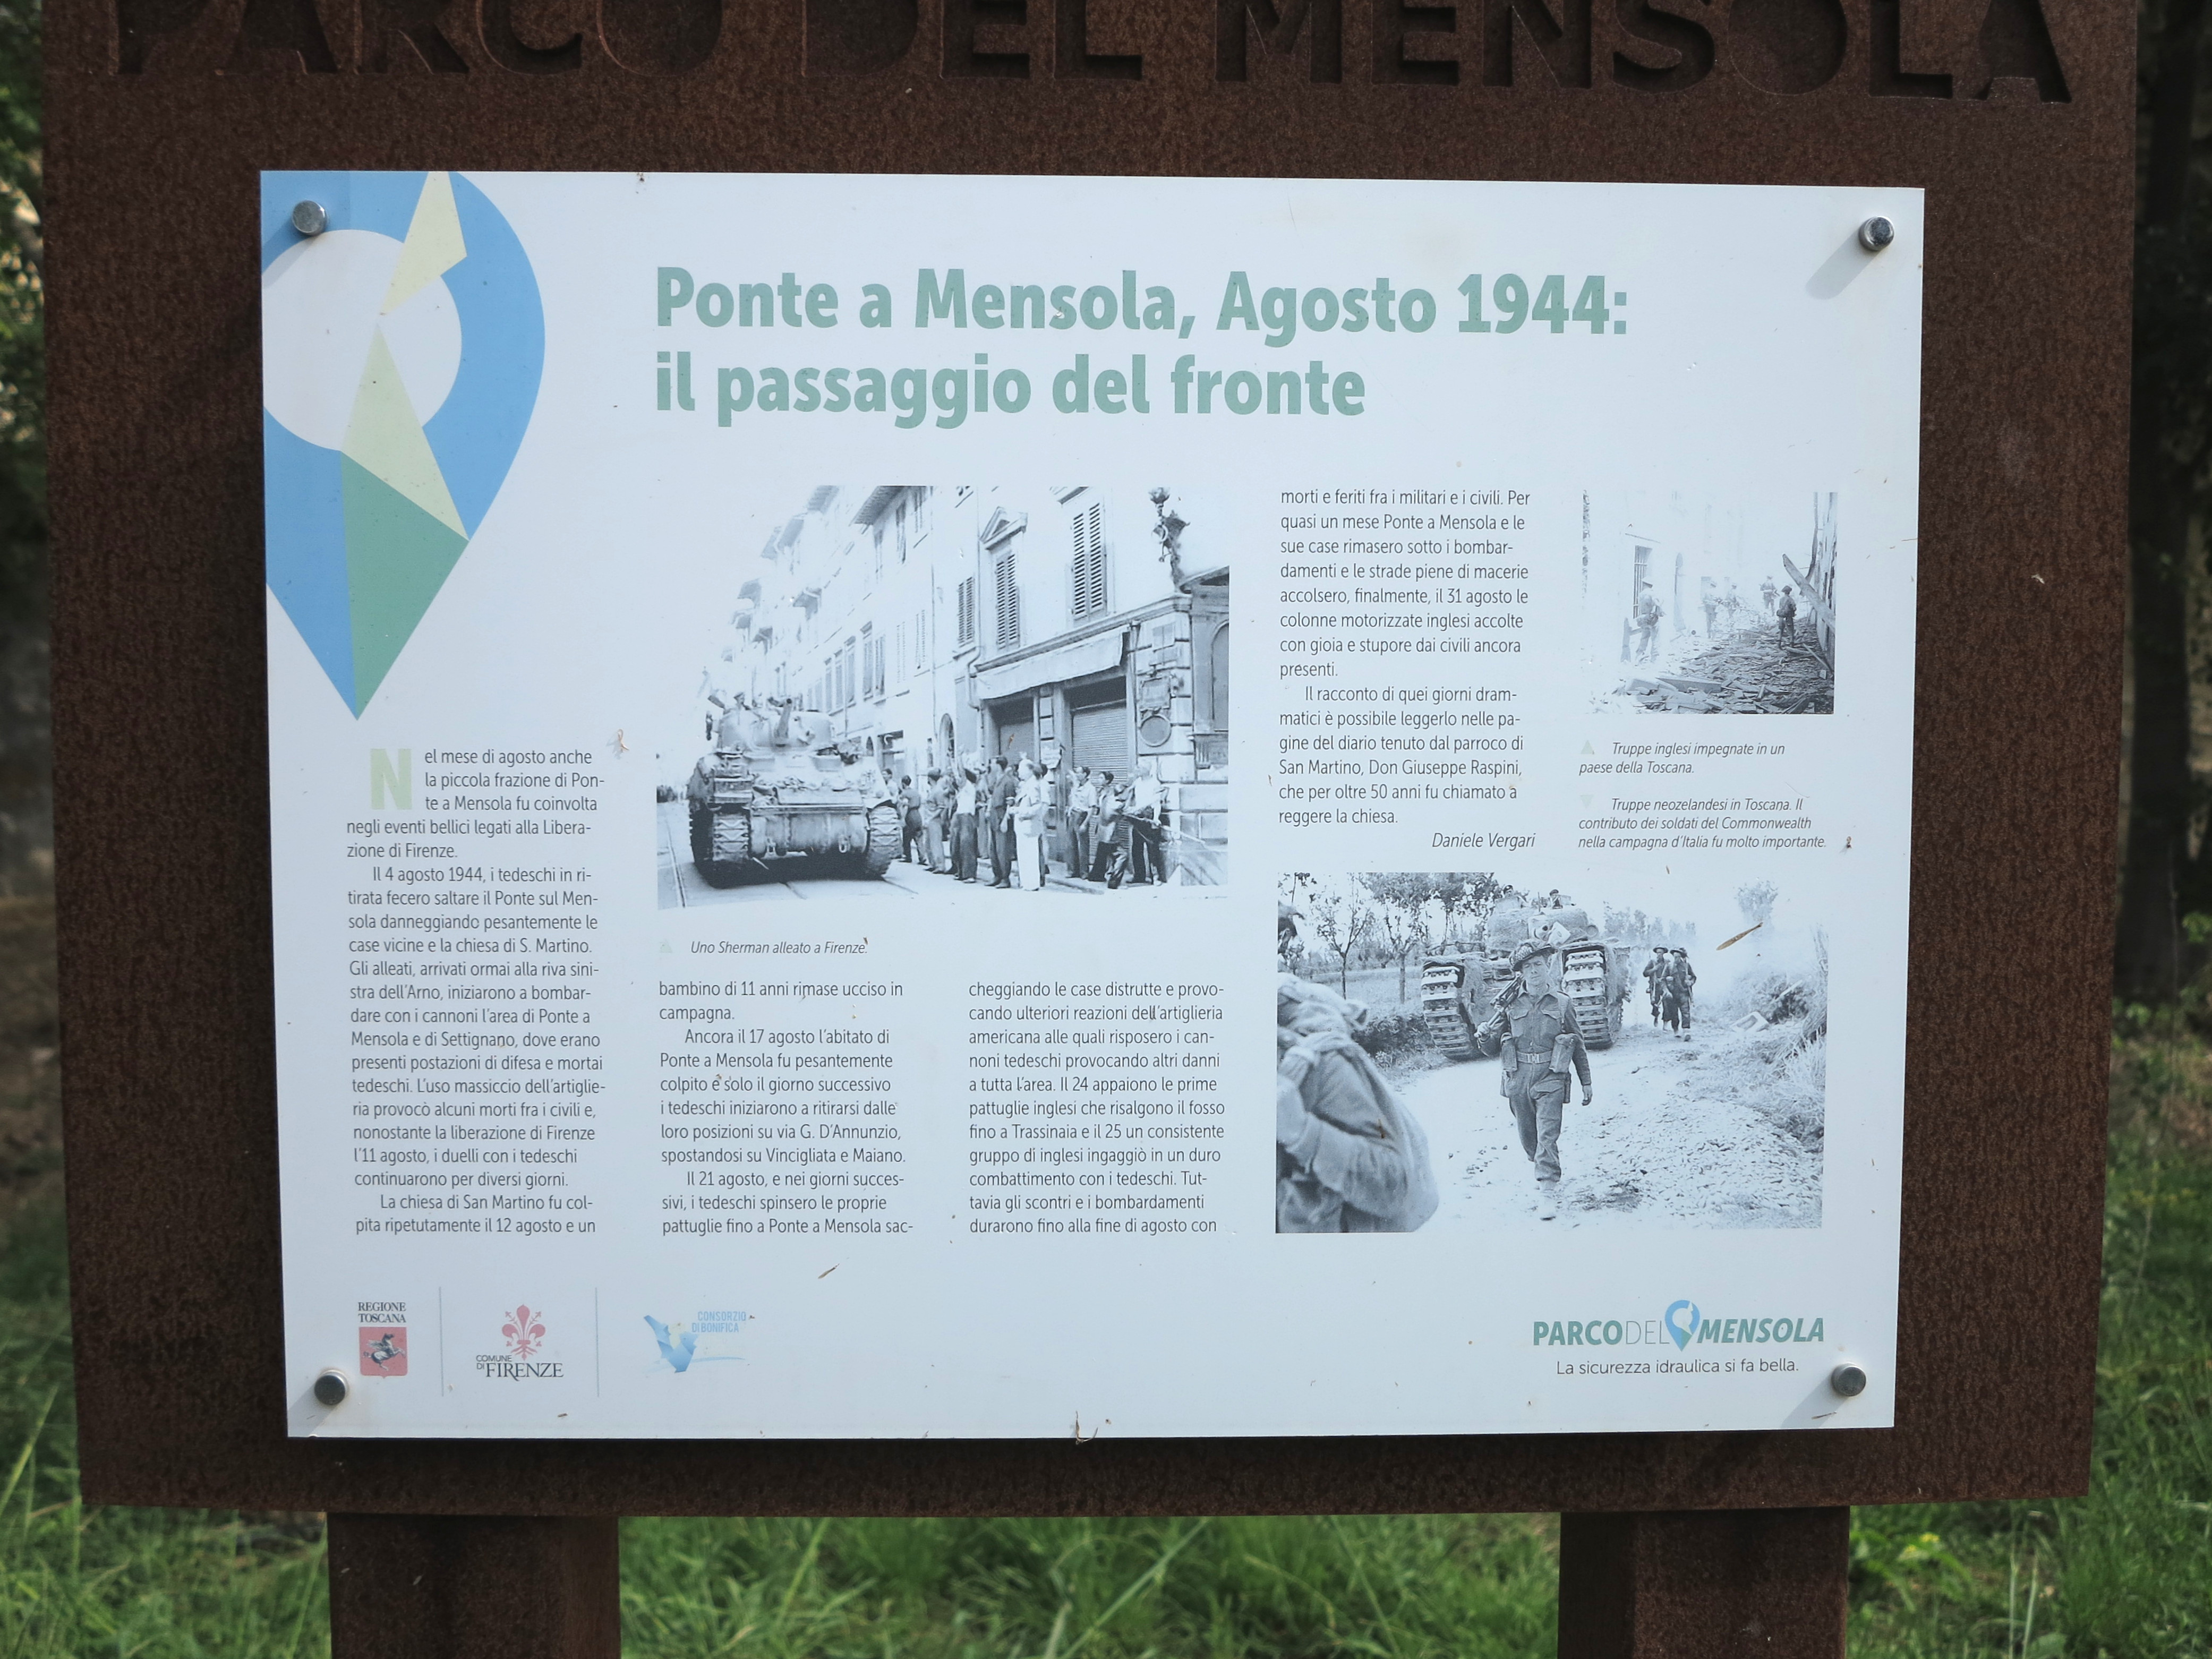 PARCO DEL MENSOLA
Ponte a Mensola, Agosto 1944:
il passaggio del fronte
Nel mese di agosto anche
la piccola frazione di Pon-
te a Mensola fu coinvolta
negli eventi bellici legati alla Libera-
zione di Firenze.
Il 4 agosto 1944, i tedeschi in ri-
tirata fecero saltare il Ponte sul Men-
sola danneggiando pesantemente le
case vicine e la chiesa di S. Martino.
Gli alleati, arrivati ormai alla riva sini-
stra dell'Arno, iniziarono a bombar-
dare con i cannoni l'area di Ponte a
Mensola e di Settignano, dove erano
presenti postazioni di difesa e mortai
tedeschi. L'uso massiccio dell'artiglie-
ria provocò alcuni morti fra i civili e,
nonostante la liberazione di Firenze
l'11 agosto, i duelli con i tedeschi
continuarono per diversi giorni.
La chiesa di San Martino fu col-
pita ripetutamente il 12 agosto e un
Uno Sherman alleato a Firenze.
bambino di 11 anni rimase ucciso in
campagna.
Ancora il 17 agosto l'abitato di
Ponte a Mensola fu pesantemente
colpito e solo il giorno successivo
i tedeschi iniziarono a ritirarsi dalle
loro posizioni su via G. D'Annunzio,
spostandosi su Vincigliata e Maiano.
Il 21 agosto, e nei giorni succes-
sivi, i tedeschi spinsero le proprie
pattuglie fino a Ponte a Mensola sac-
cheggiando le case distrutte e provo-
cando ulteriori reazioni dell'artiglieria
americana alle quali risposero i can-
noni tedeschi provocando altri danni
a tutta l'area. Il 24 appaiono le prime
pattuglie inglesi che risalgono il fosso
fino a Trassinaia e il 25 un consistente
gruppo di inglesi ingaggiò in un duro
combattimento con i tedeschi. Tut-
tavia gli scontri e i bombardamenti
durarono fino alla fine di agosto con
morti e feriti fra i militari e i civili. Per
quasi un mese Ponte a Mensola e le
sue case rimasero sotto i bombar-
damenti e le strade piene di macerie
accolsero, finalmente, il 31 agosto le
colonne motorizzate inglesi accolte
con gioia e stupore dai civili ancora
presenti.
Il racconto di quei giorni dram-
matici è possibile leggerlo nelle pa-
gine del diario tenuto dal parroco di
San Martino, Don Giuseppe Raspini,
che per oltre 50 anni fu chiamato a
reggere la chiesa.
Daniele Vergari
Truppe inglesi impegnate in un
paese della Toscana.
Truppe neozelandesi in Toscana. Il
contributo dei soldati del Commonwealth
nella campagna d'Italia fu molto importante.
REGIONE
TOSCANA
COMUNE
DI FIRENZE
CONSORZIO
DI BONIFICA
PARCO DEL MENSOLA
La sicurezza idraulica si fa bella.